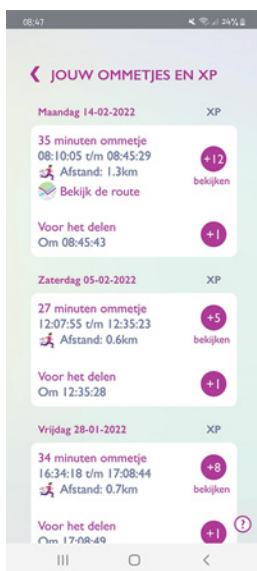 08:47 24%
JOUW OMMETJES EN XP
Maandag 14-02-2022 XP
35 minuten ommetje
08:10:05 t/m 08:45:29
Afstand: 1.3km
+12
bekijken
Bekijk de route
Voor het delen
Om 08:45:43
+1
Zaterdag 05-02-2022 XP
27 minuten ommetje
12:07:55 t/m 12:35:23
Afstand: 0.6km
+5
bekijken
Voor het delen
Om 12:35:28
+1
Vrijdag 28-01-2022 XP
34 minuten ommetje
16:34:18 t/m 17:08:44
Afstand: 0.7km
+8
bekijken
Voor het delen
Om 17:08:49
+1
?